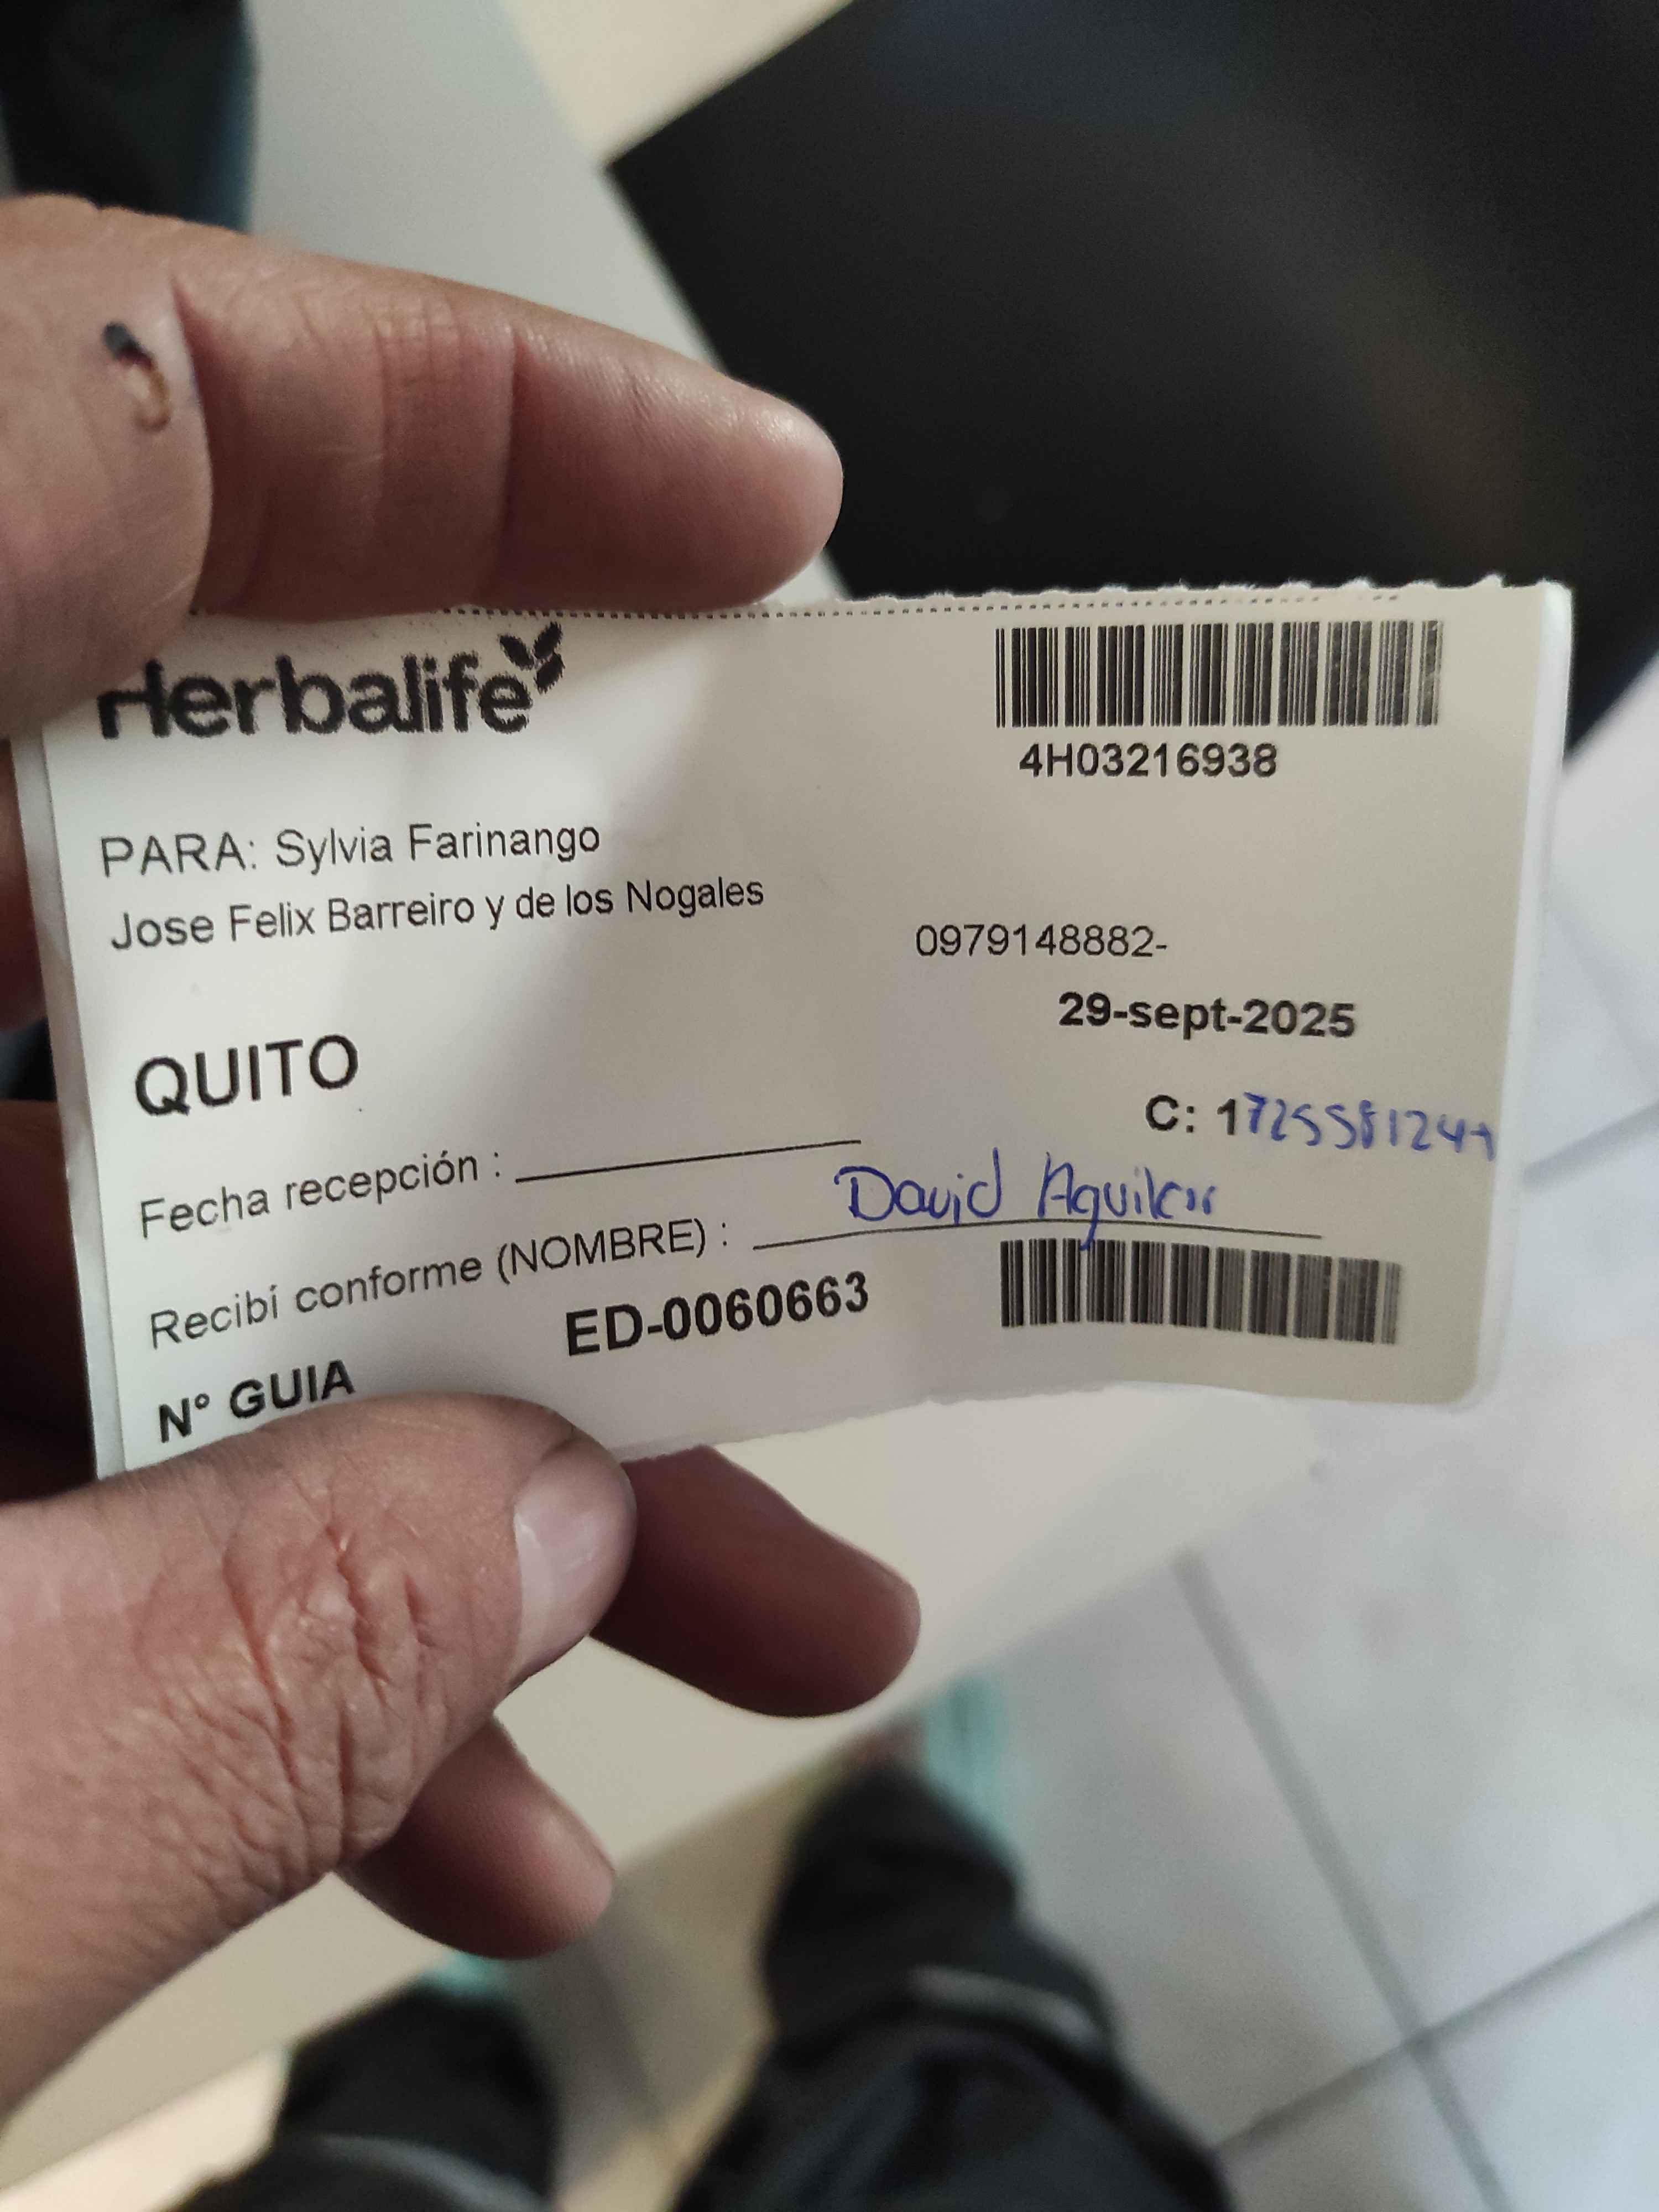 Herbalife
4H03216938
PARA: Sylvia Farinango
Jose Felix Barreiro y de los Nogales
0979148882-
29-sept-2025
QUITO
C: 1
Fecha recepción :
Recibí conforme (NOMBRE) : David Aguilar
ED-0060663
N° GUIA